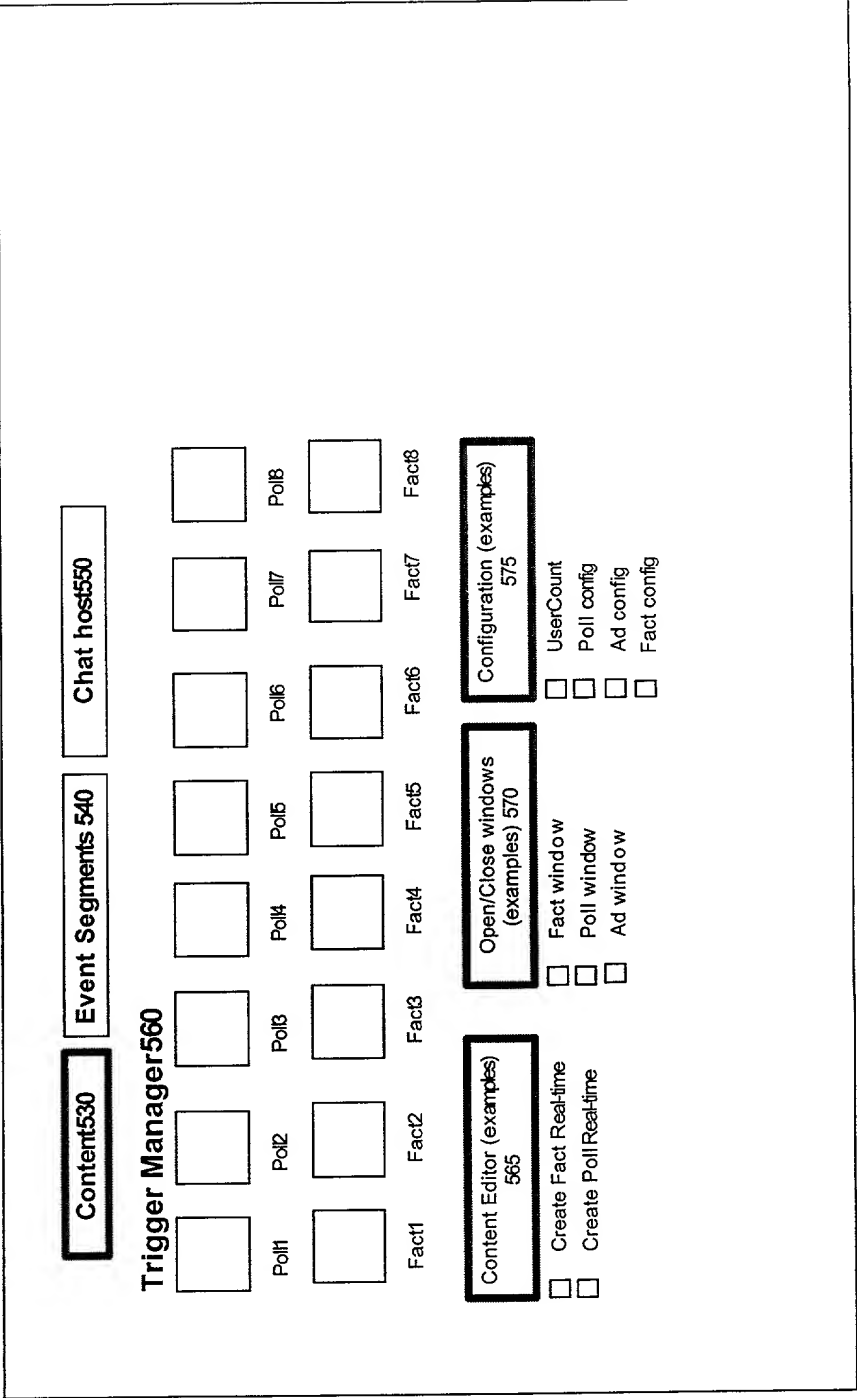 Content530 Event Segments 540 Chat host550
Trigger Manager560
Poll1 Poll2 Poll3 Poll4 Poll5 Poll6 Poll7 Poll8
Fact1 Fact2 Fact3 Fact4 Fact5 Fact6 Fact7 Fact8
Content Editor (examples)
565
Create Fact Real-time
Create Poll Real-time
Open/Close windows
(examples) 570
Fact window
Poll window
Ad window
Configuration (examples)
575
UserCount
Poll config
Ad config
Fact config